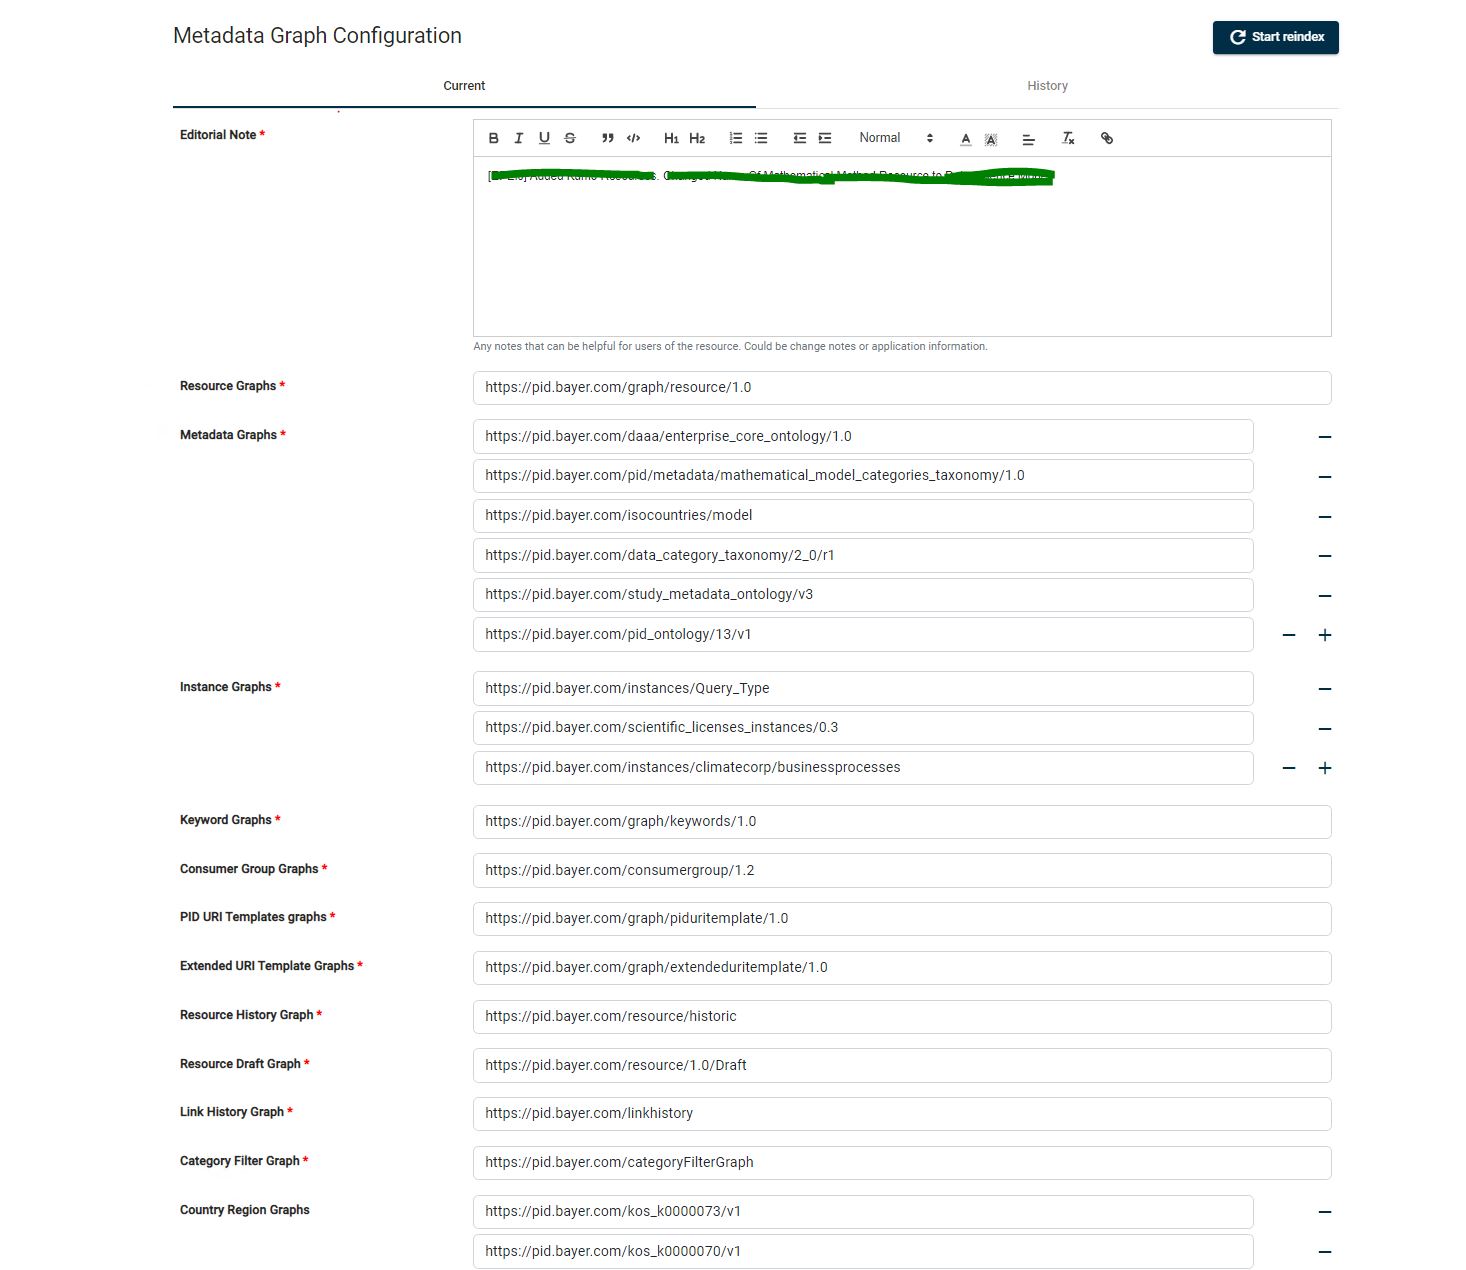 Metadata Graph Configuration
Start reindex
Current
History
Editorial Note *
B I U S H1 H2 Normal A A Tx
Added Of Mathematical Method Resource to
Any notes that can be helpful for users of the resource. Could be change notes or application information.
Resource Graphs *
https://pid.bayer.com/graph/resource/1.0
Metadata Graphs *
https://pid.bayer.com/daaa/enterprise_core_ontology/1.0
https://pid.bayer.com/pid/metadata/mathematical_model_categories_taxonomy/1.0
https://pid.bayer.com/isocountries/model
https://pid.bayer.com/data_category_taxonomy/2_0/r1
https://pid.bayer.com/study_metadata_ontology/v3
https://pid.bayer.com/pid_ontology/13/v1
Instance Graphs *
https://pid.bayer.com/instances/Query_Type
https://pid.bayer.com/scientific_licenses_instances/0.3
https://pid.bayer.com/instances/climatecorp/businessprocesses
Keyword Graphs *
https://pid.bayer.com/graph/keywords/1.0
Consumer Group Graphs *
https://pid.bayer.com/consumergroup/1.2
PID URI Templates graphs *
https://pid.bayer.com/graph/piduritemplate/1.0
Extended URI Template Graphs *
https://pid.bayer.com/graph/extendeduritemplate/1.0
Resource History Graph *
https://pid.bayer.com/resource/historic
Resource Draft Graph *
https://pid.bayer.com/resource/1.0/Draft
Link History Graph *
https://pid.bayer.com/linkhistory
Category Filter Graph *
https://pid.bayer.com/categoryFilterGraph
Country Region Graphs
https://pid.bayer.com/kos_k0000073/v1
https://pid.bayer.com/kos_k0000070/v1